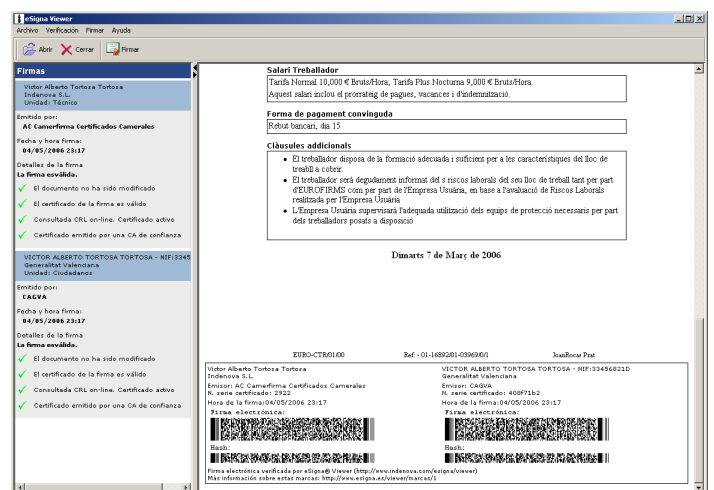 eSigna Viewer
Archivo Verificación Firmar Ayuda
Abrir Cerrar Firmar
Firmas
Victor Alberto Tortosa Tortosa
Indenova S.L.
Unidad: Técnico
Emitido por:
AC Camerfirma Certificados Camerales
Fecha y hora firma:
04/05/2006 23:17
Detalles de la firma
La firma esválida.
El documento no ha sido modificado
El certificado de la firma es válido
Consultada CRL on-line. Certificado activo
Certificado emitido por una CA de confianza
VICTOR ALBERTO TORTOSA TORTOSA - NIF:3345
Generalitat Valenciana
Unidad: Ciudadanos
Emitido por:
CAGVA
Fecha y hora firma:
04/05/2006 23:17
Detalles de la firma
La firma esválida.
El documento no ha sido modificado
El certificado de la firma es válido
Consultada CRL on-line. Certificado activo
Certificado emitido por una CA de confianza
Salari Treballador
Tarifa Normal 10,000 € Bruts/Hora; Tarifa Plus Nocturna 9,000 € Bruts/Hora.
Aquest salari inclou el prorrateig de pagues, vacances i d'indemnització.
Forma de pagament convinguda
Rebut bancari, dia 15
Clàusules addicionals
• El treballador disposa de la formació adecuada i suficient per a les característiques del lloc de
treball a cobrir.
• El treballador serà degudament informat del s riscos laborals del seu lloc de treball tant per part
d'EUROFIRMS com per part de l'Empresa Usuària, en base a l'avaluació de Riscos Laborals
realitzada per l'Empresa Usuària
• L'Empresa Usuària supervisarà l'adequada utilització dels equips de protecció necessaris per part
dels treballadors posats a disposició
Dimarts 7 de Març de 2006
EURO-CTR/01/00 Ref: - 01-16892/01-03969/0/1 JoanRocas Prat
Victor Alberto Tortosa Tortosa
Indenova S.L.
Emisor: AC Camerfirma Certificados Camerales
N. serie certificado: 2922
Hora de la firma:04/05/2006 23:17
Firma electrónica:
Hash:
VICTOR ALBERTO TORTOSA TORTOSA - NIF:33456821D
Generalitat Valenciana
Emisor: CAGVA
N. serie certificado: 408f71b2
Hora de la firma:04/05/2006 23:17
Firma electrónica:
Hash:
Firma electrónica verificada por eSigna® Viewer (http://www.indenova.com/esigna/viewer)
Más información sobre estas marcas: http://www.esigna.es/viewer/marcas/1